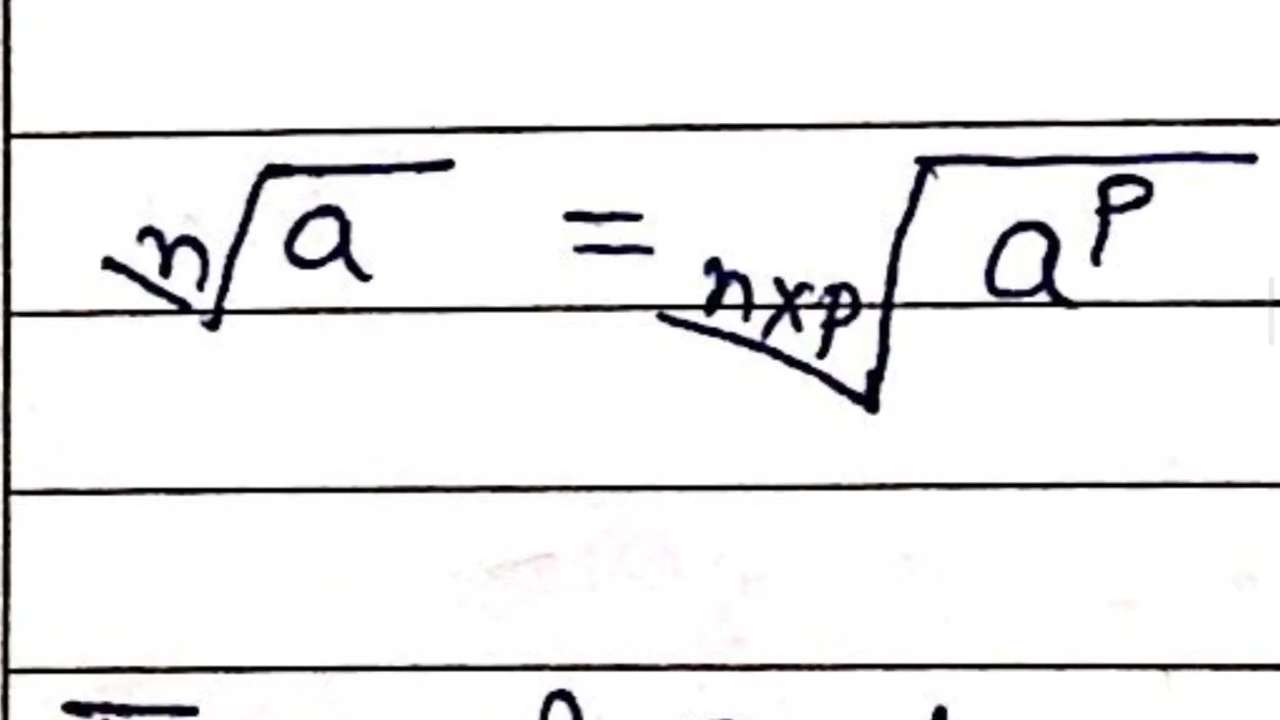 ⁿ√a = ⁿˣᵖ√aᵖ